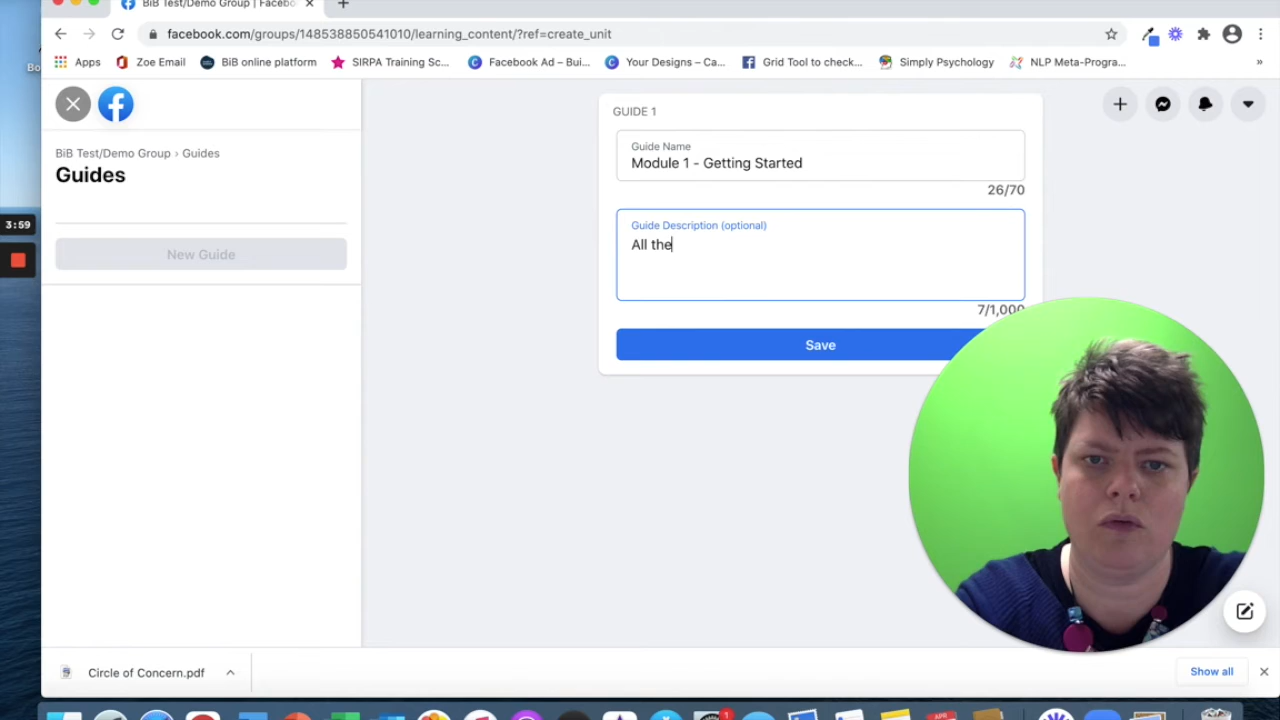 BiB Test/Demo Group | Facebo
facebook.com/groups/148538850541010/learning_content/?ref=create_unit
Apps Zoe Email BiB online platform SIRPA Training Sc... Facebook Ad – Bui... Your Designs – Ca... Grid Tool to check... Simply Psychology NLP Meta-Progra... »
Bo
BiB Test/Demo Group › Guides
Guides
3:59
New Guide
GUIDE 1
Guide Name
Module 1 - Getting Started
26/70
Guide Description (optional)
All the
7/1,000
Save
Circle of Concern.pdf
Show all
1
APR